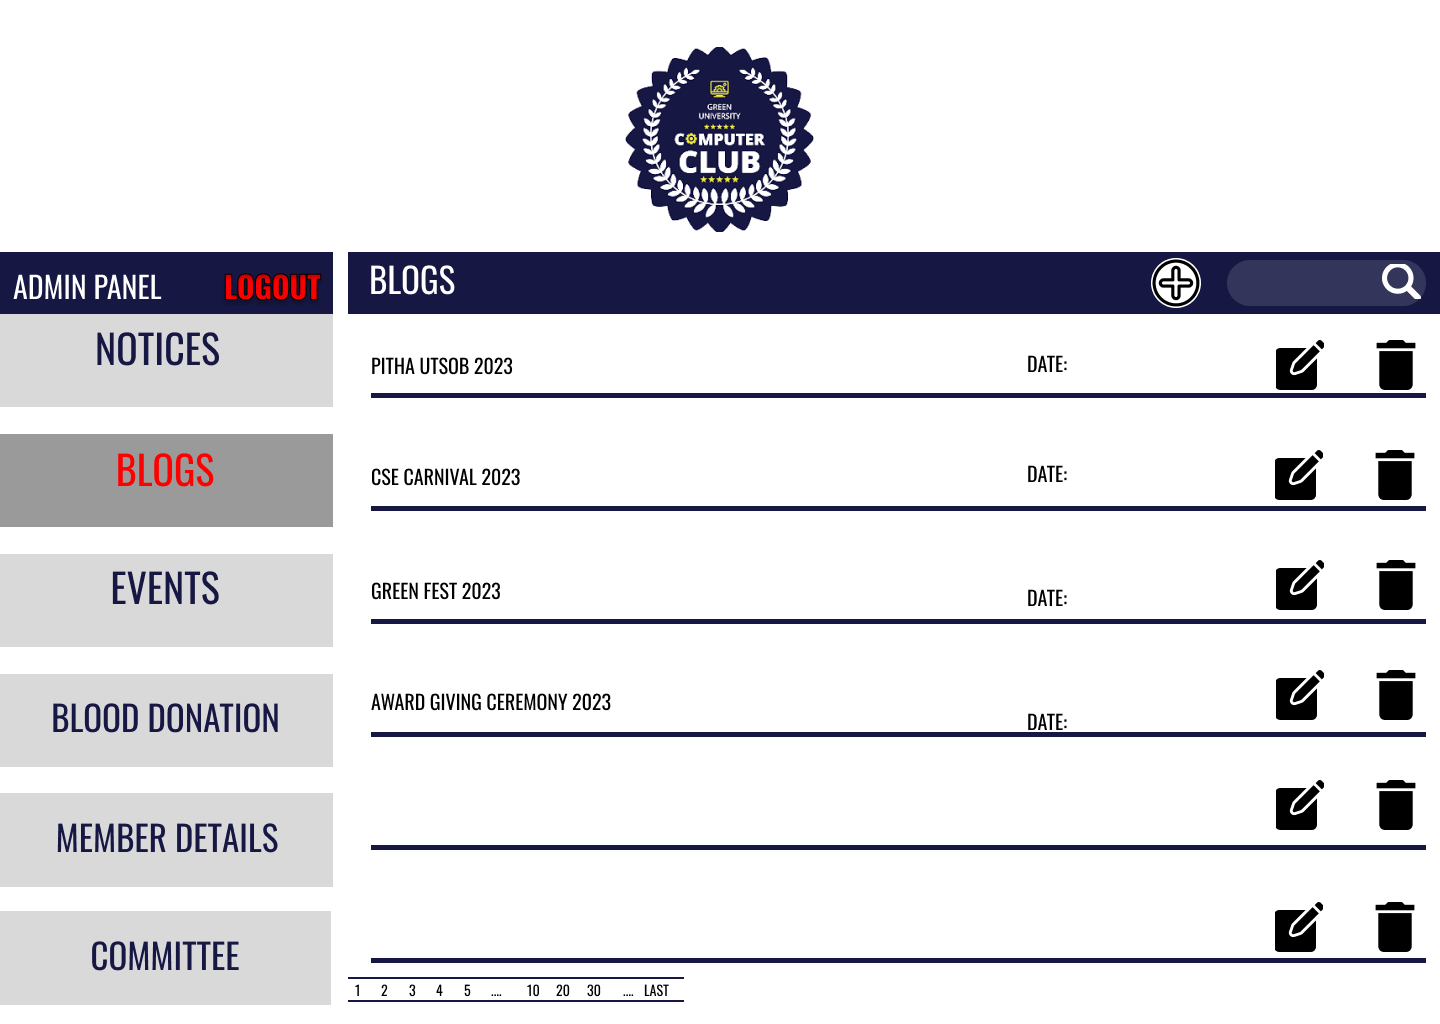 GREEN
UNIVERSITY
COMPUTER
CLUB
ADMIN PANEL LOGOUT
BLOGS
NOTICES
BLOGS
EVENTS
BLOOD DONATION
MEMBER DETAILS
COMMITTEE
PITHA UTSOB 2023 DATE:
CSE CARNIVAL 2023 DATE:
GREEN FEST 2023 DATE:
AWARD GIVING CEREMONY 2023 DATE:
1 2 3 4 5 .... 10 20 30 .... LAST